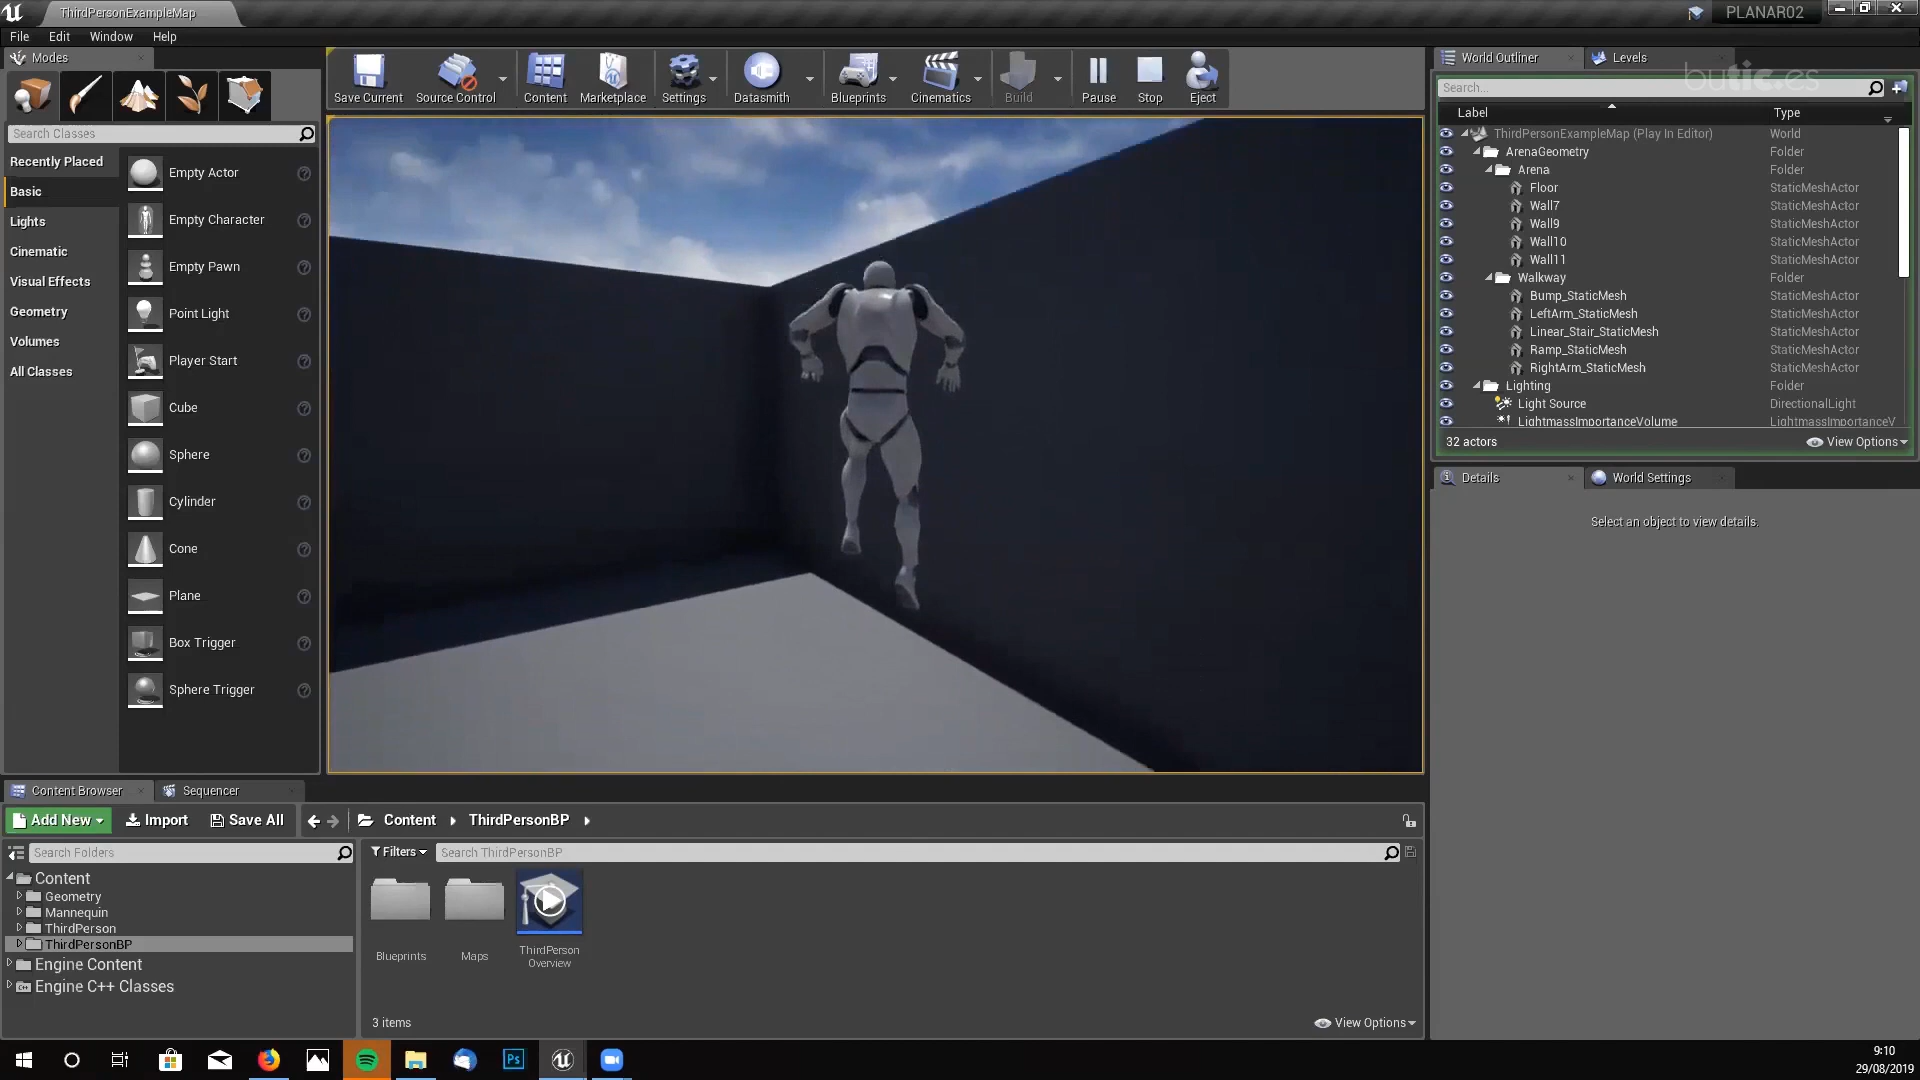 ThirdPersonExampleMap
PLANAR02
File Edit Window Help
Modes
Save Current
Source Control
Content
Marketplace
Settings
Datasmith
Blueprints
Cinematics
Build
Pause
Stop
Eject
World Outliner
Levels
butic.es
Search...
Label Type
ThirdPersonExampleMap (Play In Editor) World
ArenaGeometry Folder
Arena Folder
Floor StaticMeshActor
Wall7 StaticMeshActor
Wall9 StaticMeshActor
Wall10 StaticMeshActor
Wall11 StaticMeshActor
Walkway Folder
Bump_StaticMesh StaticMeshActor
LeftArm_StaticMesh StaticMeshActor
Linear_Stair_StaticMesh StaticMeshActor
Ramp_StaticMesh StaticMeshActor
RightArm_StaticMesh StaticMeshActor
Lighting Folder
Light Source DirectionalLight
LightmassImportanceVolume LightmassImportanceV
32 actors
View Options
Details
World Settings
Select an object to view details.
Search Classes
Recently Placed
Basic
Lights
Cinematic
Visual Effects
Geometry
Volumes
All Classes
Empty Actor
Empty Character
Empty Pawn
Point Light
Player Start
Cube
Sphere
Cylinder
Cone
Plane
Box Trigger
Sphere Trigger
Content Browser
Sequencer
Add New
Import
Save All
Content
ThirdPersonBP
Search Folders
Filters
Search ThirdPersonBP
Content
Geometry
Mannequin
ThirdPerson
ThirdPersonBP
Engine Content
Engine C++ Classes
Blueprints
Maps
ThirdPerson
Overview
3 items
View Options
Ps
9:10
29/08/2019